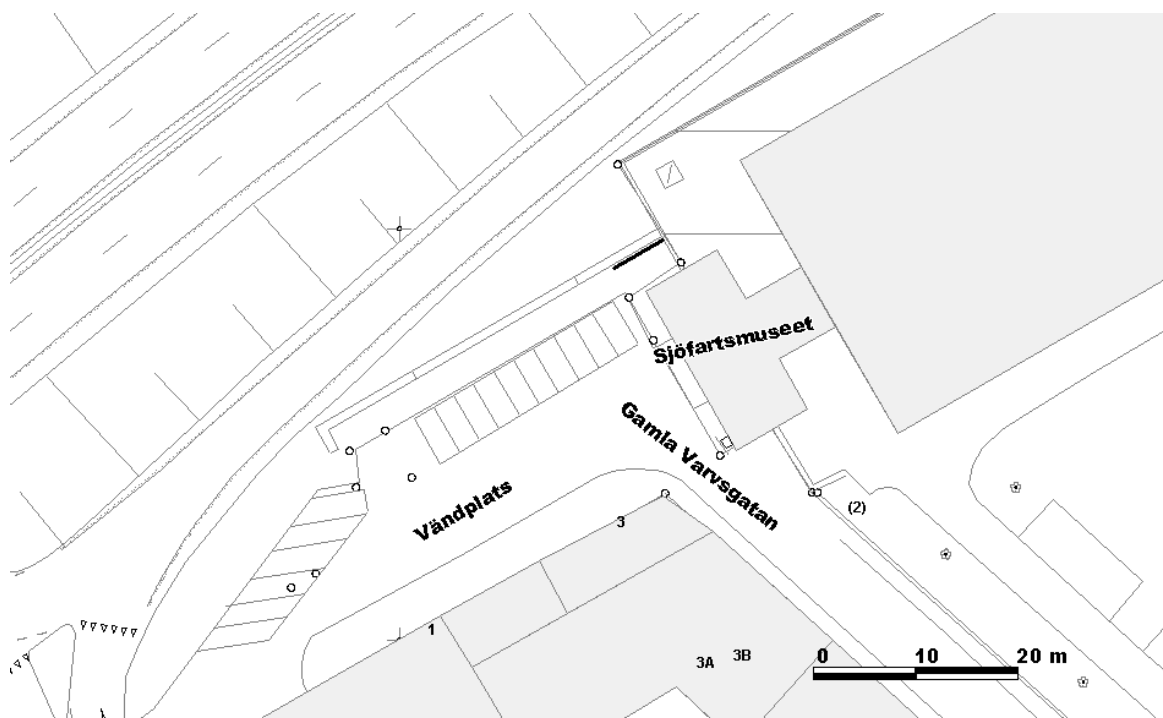 Sjöfartsmuseet
Gamla Varvsgatan
Vändplats
(2)
3
1
3A
3B
0 10 20 m